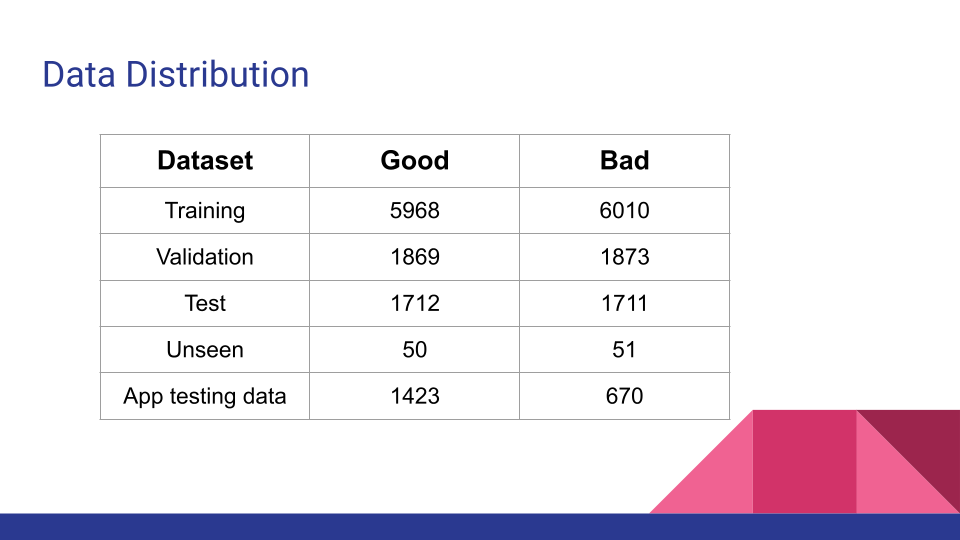 Data Distribution
Dataset Good Bad
Training 5968 6010
Validation 1869 1873
Test 1712 1711
Unseen 50 51
App testing data 1423 670